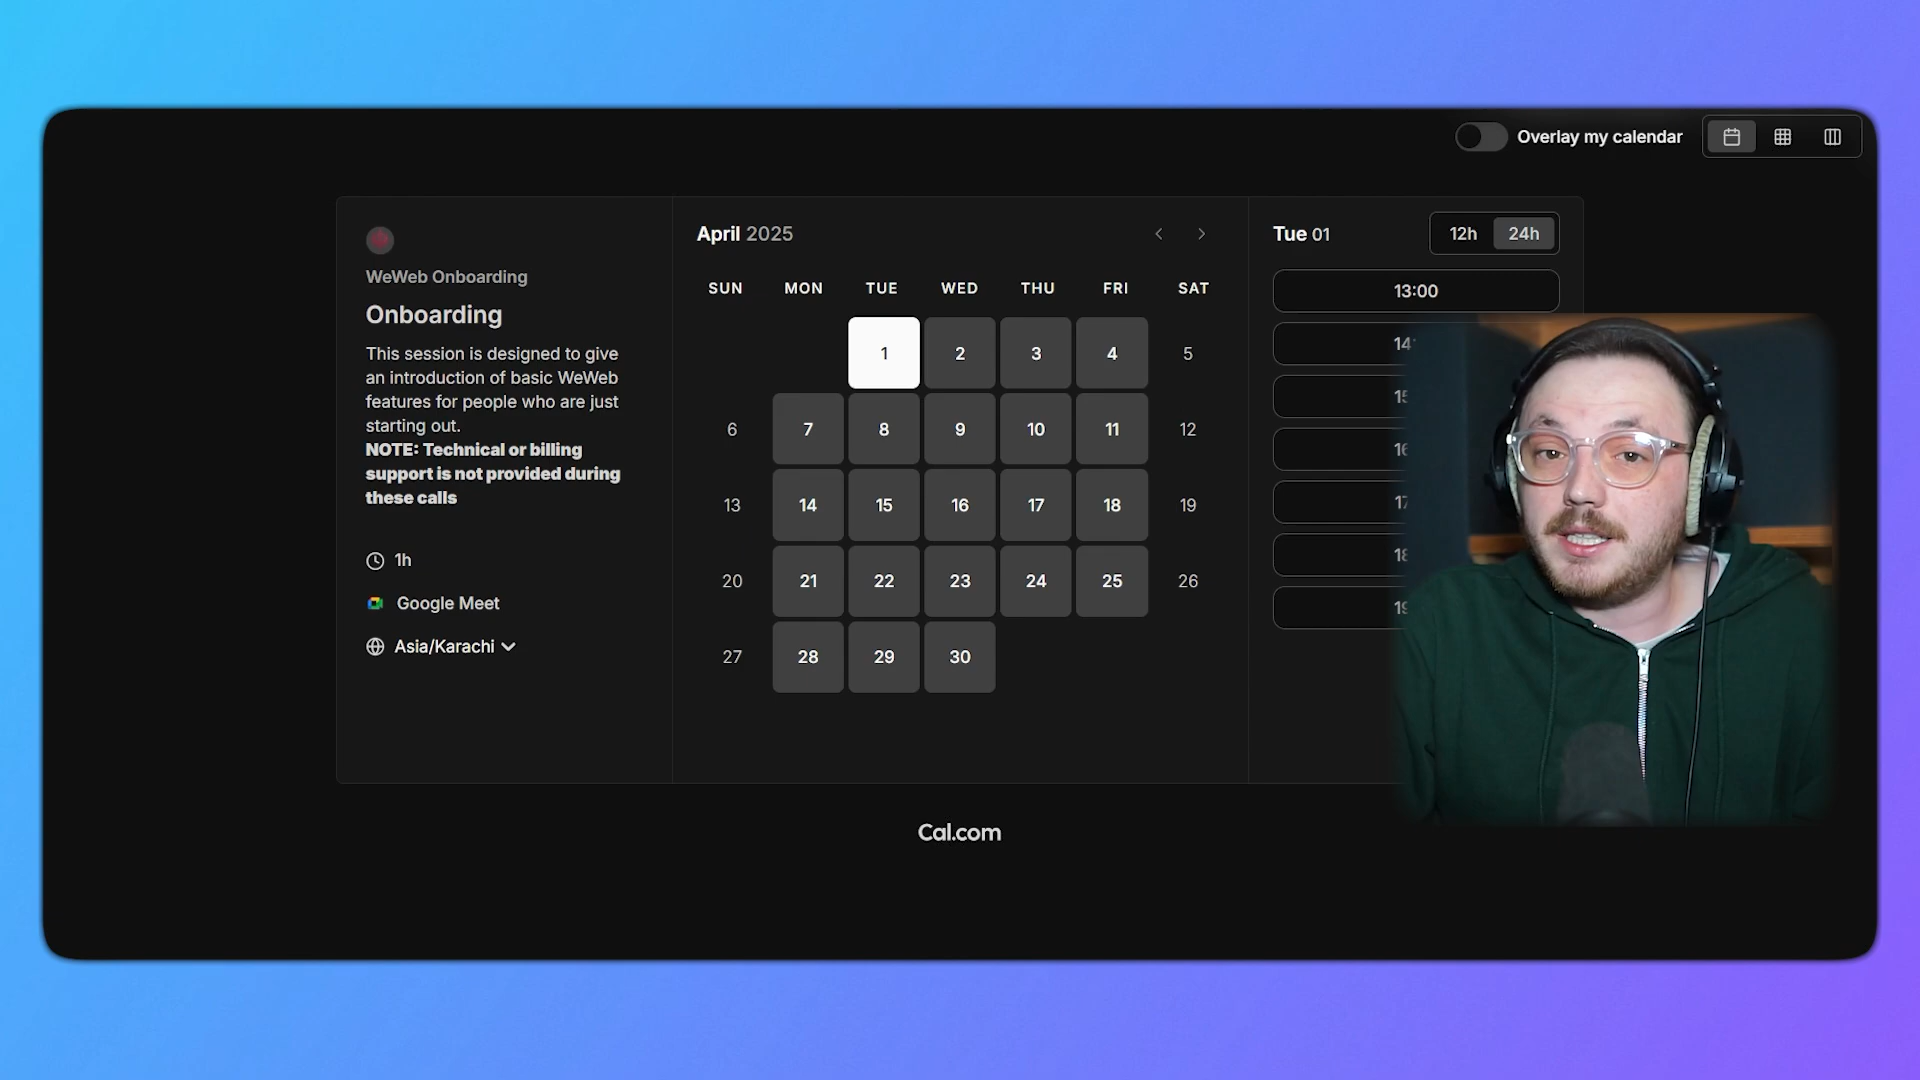 Overlay my calendar
WeWeb Onboarding
Onboarding
This session is designed to give
an introduction of basic WeWeb
features for people who are just
starting out.
NOTE: Technical or billing
support is not provided during
these calls
1h
Google Meet
Asia/Karachi
April 2025
SUN MON TUE WED THU FRI SAT
1 2 3 4 5
6 7 8 9 10 11 12
13 14 15 16 17 18 19
20 21 22 23 24 25 26
27 28 29 30
Tue 01
12h 24h
13:00
Cal.com